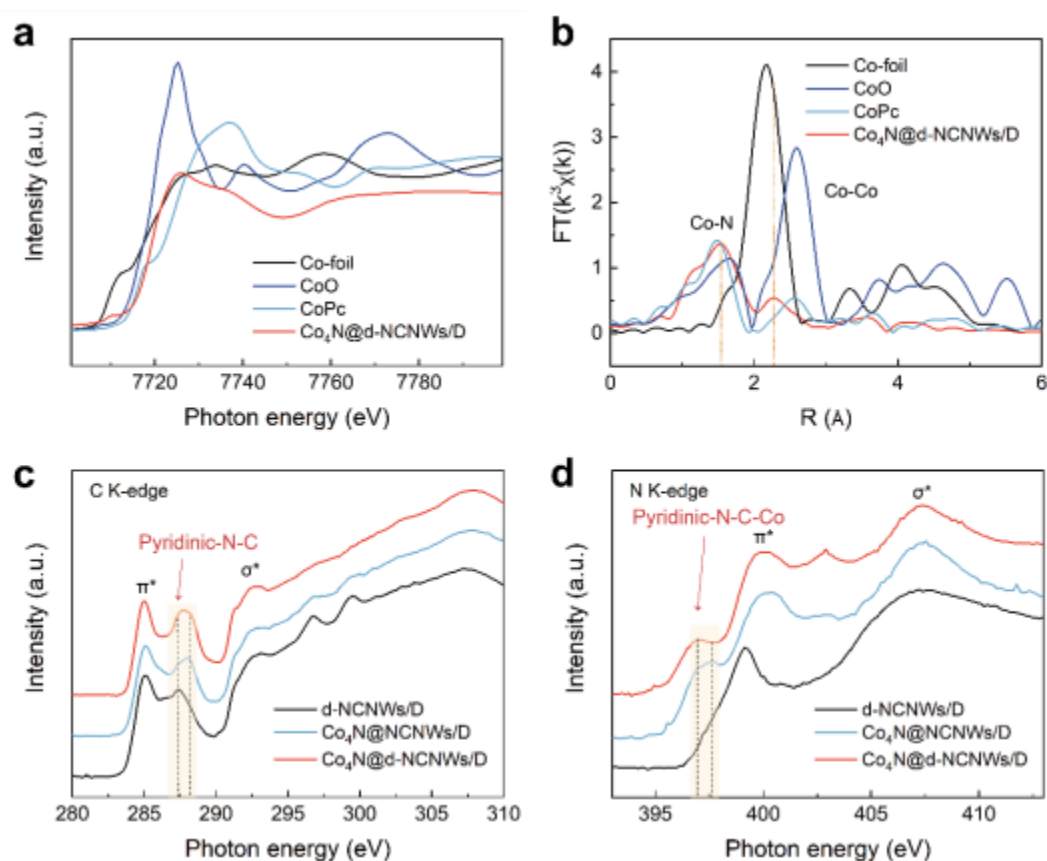 a
Intensity (a.u.)
Co-foil
CoO
CoPc
Co₄N@d-NCNWs/D
7720 7740 7760 7780
Photon energy (eV)
b
FT(k³χ(k))
4
3
2
1
0
Co-foil
CoO
CoPc
Co₄N@d-NCNWs/D
Co-N
Co-Co
0 2 4 6
R (A)
c
Intensity (a.u.)
C K-edge
Pyridinic-N-C
π*
σ*
d-NCNWs/D
Co₄N@NCNWs/D
Co₄N@d-NCNWs/D
280 285 290 295 300 305 310
Photon energy (eV)
d
Intensity (a.u.)
N K-edge
Pyridinic-N-C-Co
π*
σ*
d-NCNWs/D
Co₄N@NCNWs/D
Co₄N@d-NCNWs/D
395 400 405 410
Photon energy (eV)